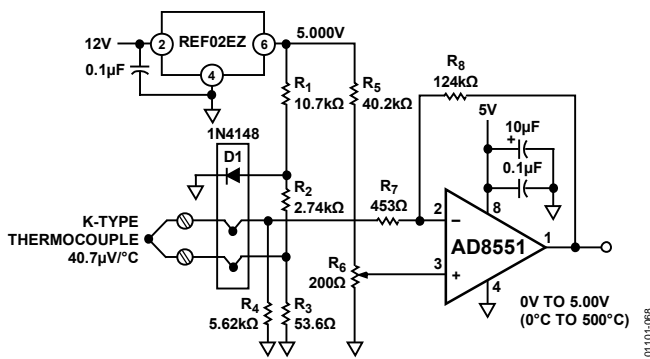 12V
2
REF02EZ
6
5.000V
4
0.1µF
R1
10.7kΩ
R5
40.2kΩ
R8
124kΩ
5V
10µF
+
0.1µF
1N4148
D1
R2
2.74kΩ
R7
453Ω
K-TYPE
THERMOCOUPLE
40.7µV/°C
2
–
8
AD8551
1
3
+
4
R6
200Ω
R4
5.62kΩ
R3
53.6Ω
0V TO 5.00V
(0°C TO 500°C)
01101-068